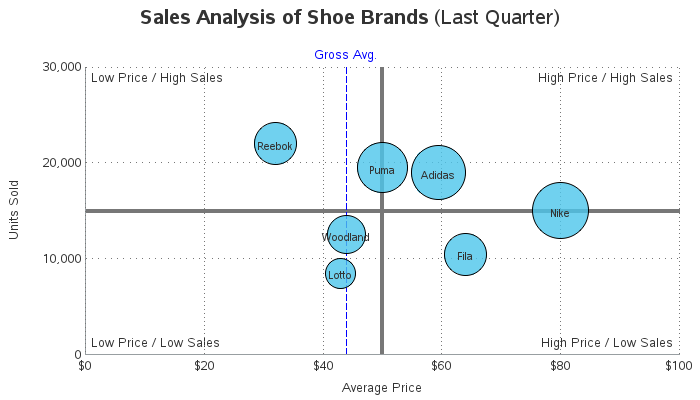 Sales Analysis of Shoe Brands (Last Quarter)
Gross Avg.
30,000
Low Price / High Sales
High Price / High Sales
Reebok
20,000
Puma
Adidas
Units Sold
Nike
Woodland
10,000
Fila
Lotto
Low Price / Low Sales
High Price / Low Sales
0
$0
$20
$40
$60
$80
$100
Average Price